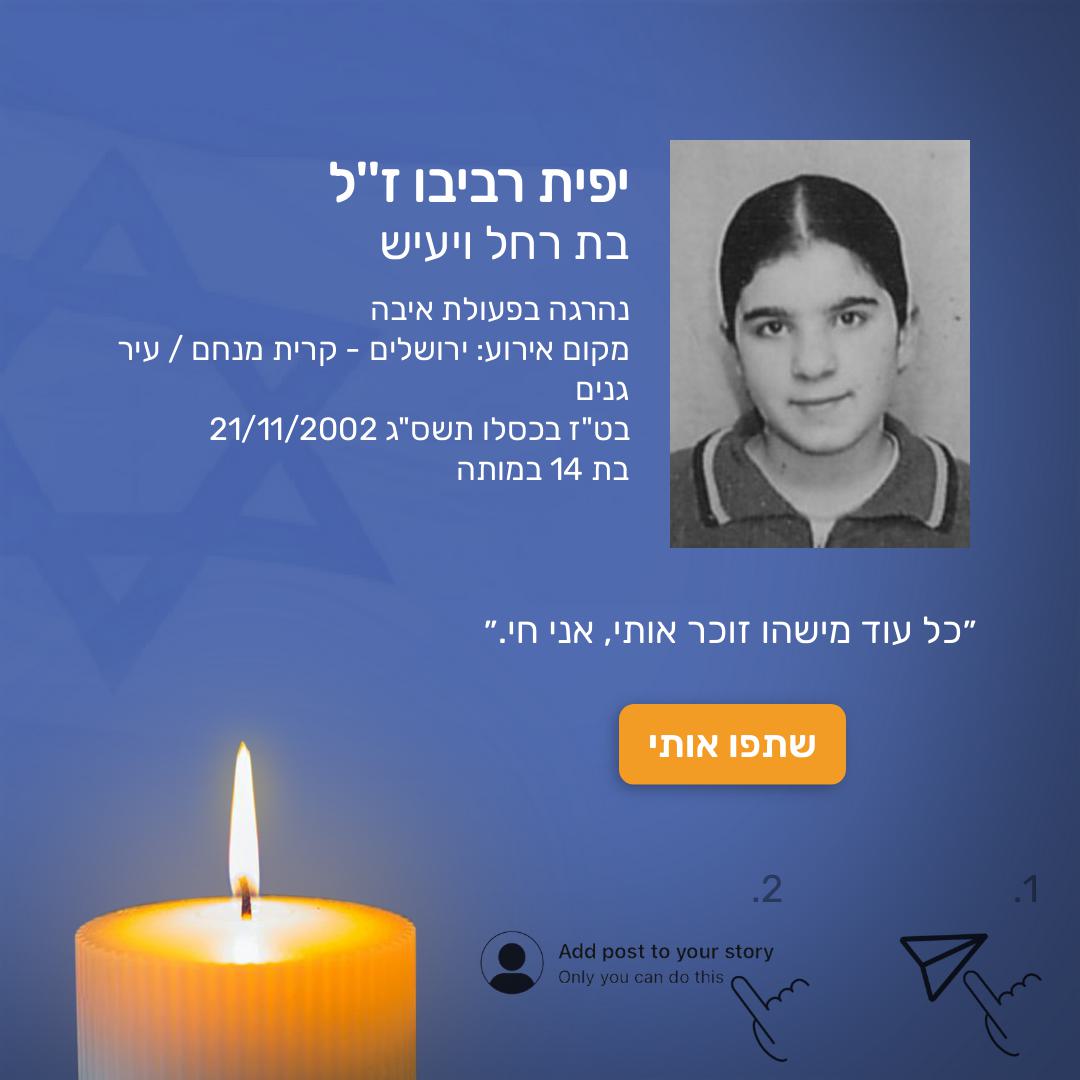 יפית רביבו ז"ל
בת רחל ויעיש
נהרגה בפעולת איבה
מקום אירוע: ירושלים - קרית מנחם / עיר
גנים
בט"ז בכסלו תשס"ג 21/11/2002
בת 14 במותה
״כל עוד מישהו זוכר אותי, אני חי.״
שתפו אותי
.1
.2
Add post to your story
Only you can do this